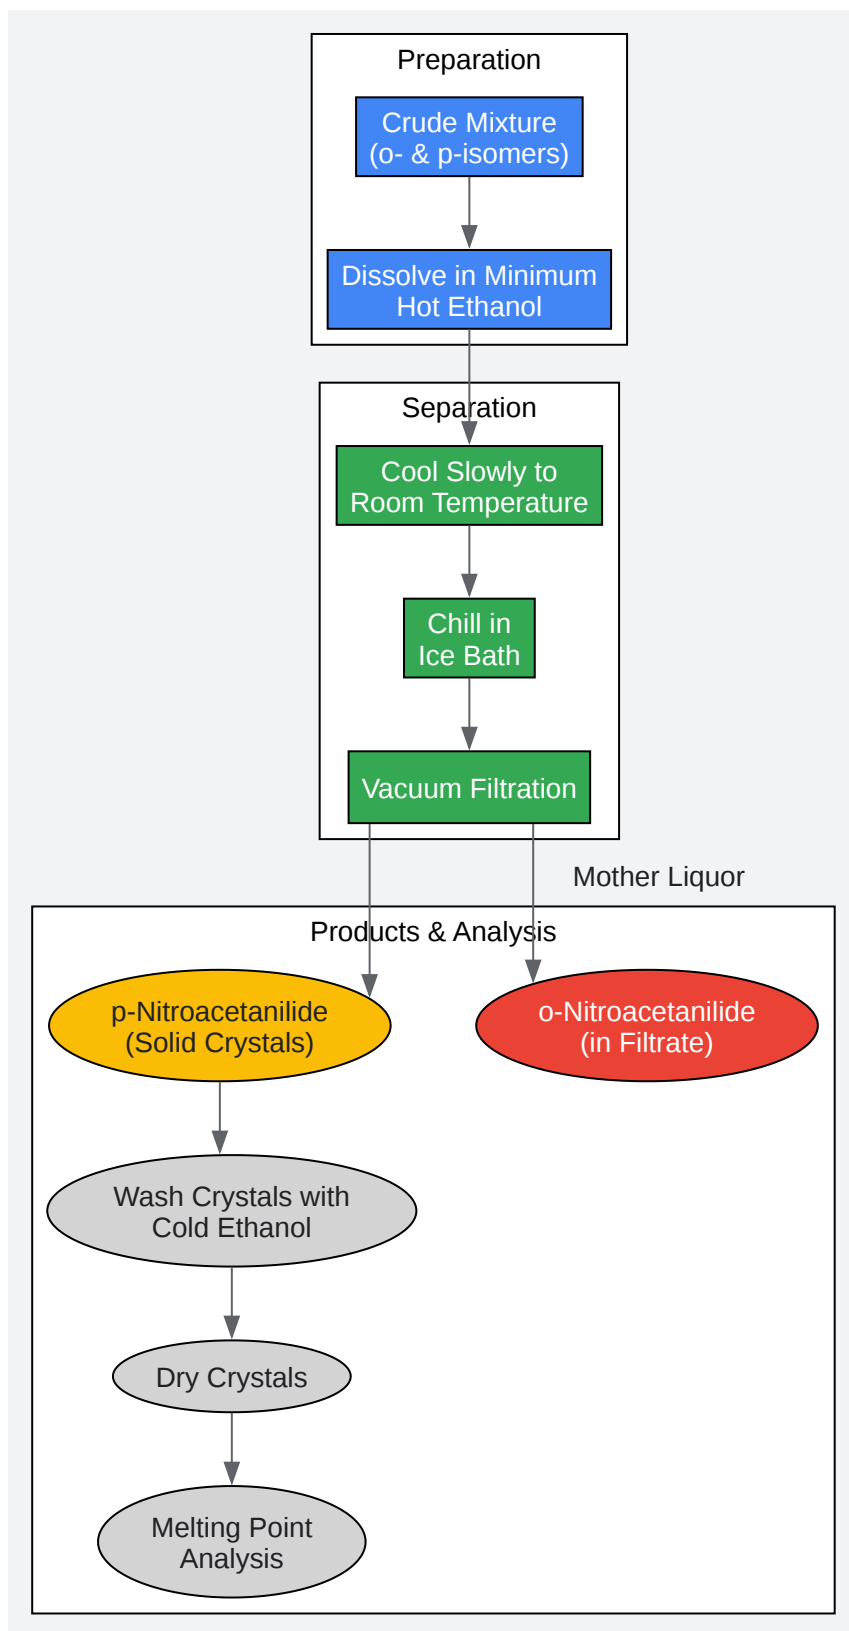 Preparation
Crude Mixture
(o- & p-isomers)
Dissolve in Minimum
Hot Ethanol
Separation
Cool Slowly to
Room Temperature
Chill in
Ice Bath
Vacuum Filtration
Mother Liquor
Products & Analysis
p-Nitroacetanilide
(Solid Crystals)
o-Nitroacetanilide
(in Filtrate)
Wash Crystals with
Cold Ethanol
Dry Crystals
Melting Point
Analysis